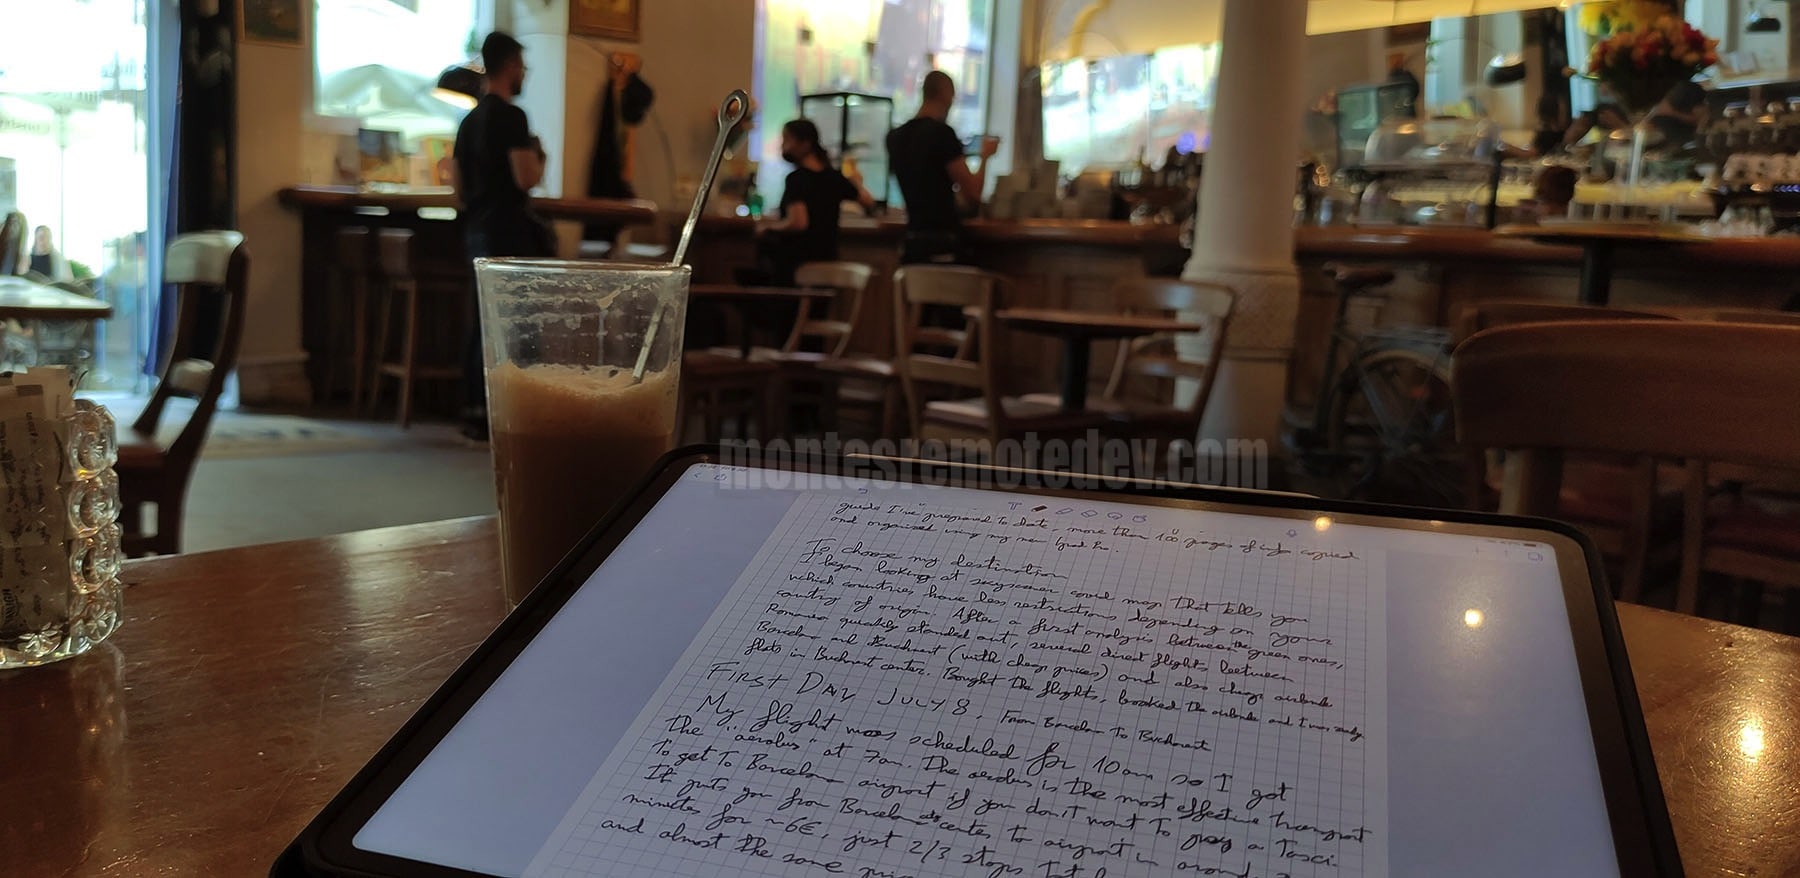 montesremotedev.com
guide I've prepared To date - more than 100 pages of info copied
and organized using my new Ipad Pro.
To choose my destination
I began looking at skyscanner covid map That tells you
which countries have less restrictions depending on your
country of origin. After a first analysis between the green ones,
Romania quickly standed out, several direct flights between
Barcelona and Bucharest (with cheap prices) and also cheap airbnb
flats in Bucharest center. Bought the flights, booked the airbnb and I was ready.
FIRST DAY JULY 8. From Barcelona To Bucharest
My flight was scheduled for 10am so I got
The "aerobus" at 7am. The aerobus is the most effective transport
To get To Barcelona airport if you don't want To pay a Taxi.
It puts you from Barcelona center to airport in around
minutes for ~6€, just 2/3 stops
and almost the same